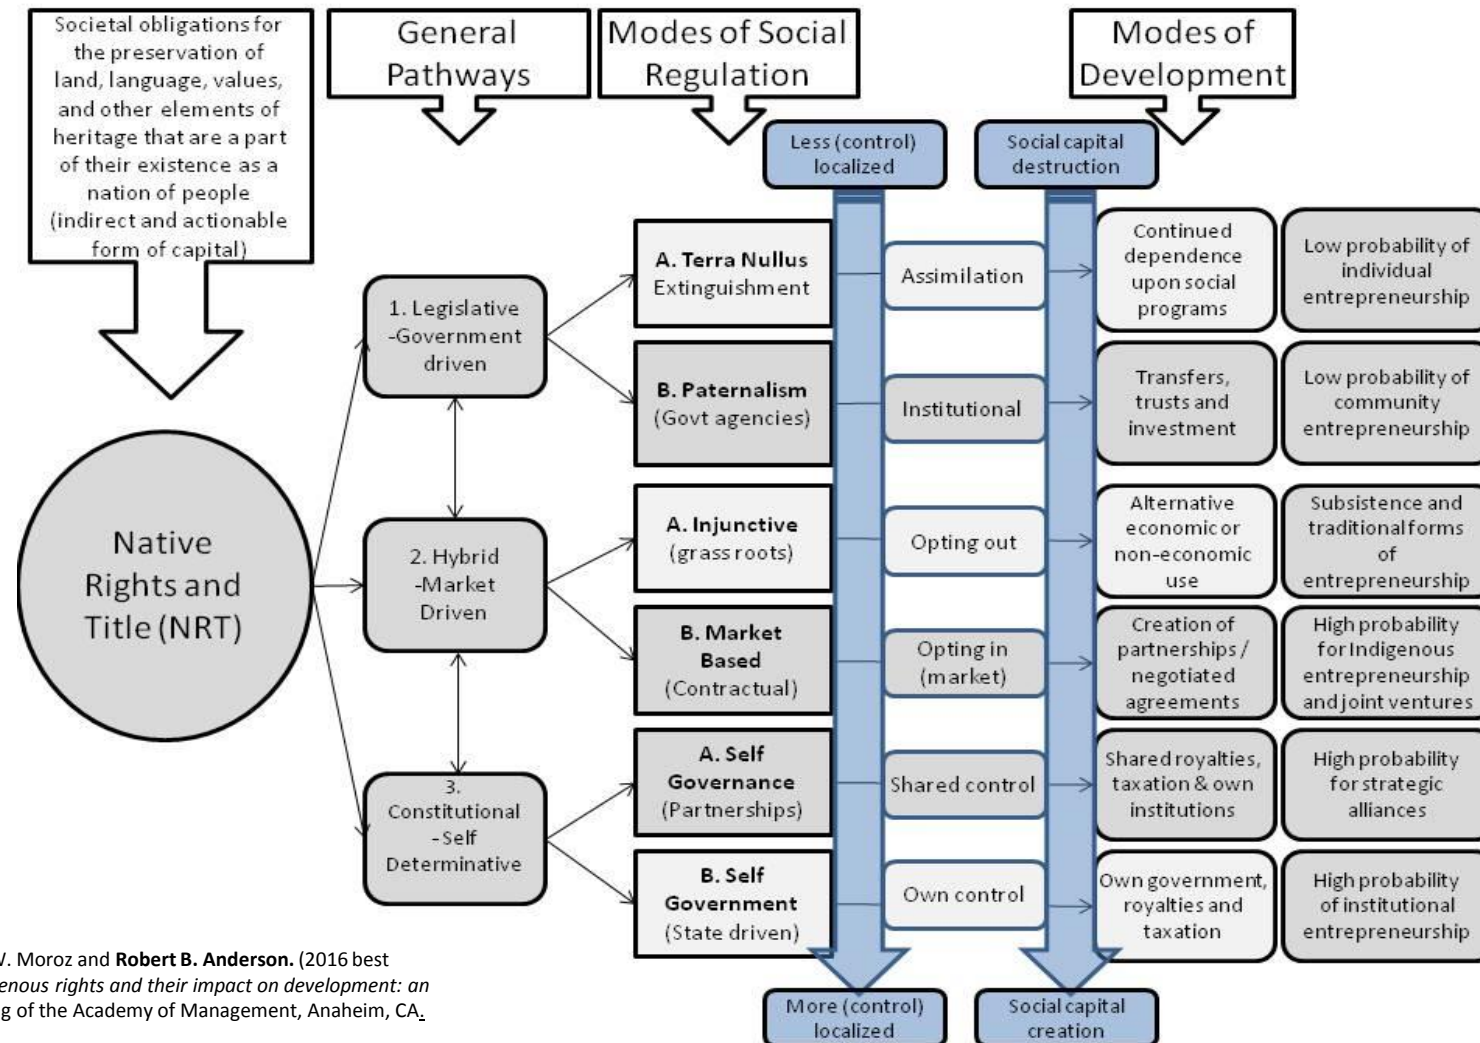 Societal obligations for
the preservation of
land, language, values,
and other elements of
heritage that are a part
of their existence as a
nation of people
(indirect and actionable
form of capital)
General
Pathways
Modes of Social
Regulation
Modes of
Development
Less (control)
localized
Social capital
destruction
Native
Rights and
Title (NRT)
1. Legislative
-Government
driven
2. Hybrid
-Market
Driven
3.
Constitutional
-Self
Determinative
A. Terra Nullus
Extinguishment
Assimilation
Continued
dependence
upon social
programs
Low probability of
individual
entrepreneurship
B. Paternalism
(Govt agencies)
Institutional
Transfers,
trusts and
investment
Low probability of
community
entrepreneurship
A. Injunctive
(grass roots)
Opting out
Alternative
economic or
non-economic
use
Subsistence and
traditional forms
of
entrepreneurship
B. Market
Based
(Contractual)
Opting in
(market)
Creation of
partnerships /
negotiated
agreements
High probability
for Indigenous
entrepreneurship
and joint ventures
A. Self
Governance
(Partnerships)
Shared control
Shared royalties,
taxation & own
institutions
High probability
for strategic
alliances
B. Self
Government
(State driven)
Own control
Own government,
royalties and
taxation
High probability
of institutional
entrepreneurship
More (control)
localized
Social capital
creation
Moroz and Robert B. Anderson. (2016 best
enous rights and their impact on development: an
g of the Academy of Management, Anaheim, CA.